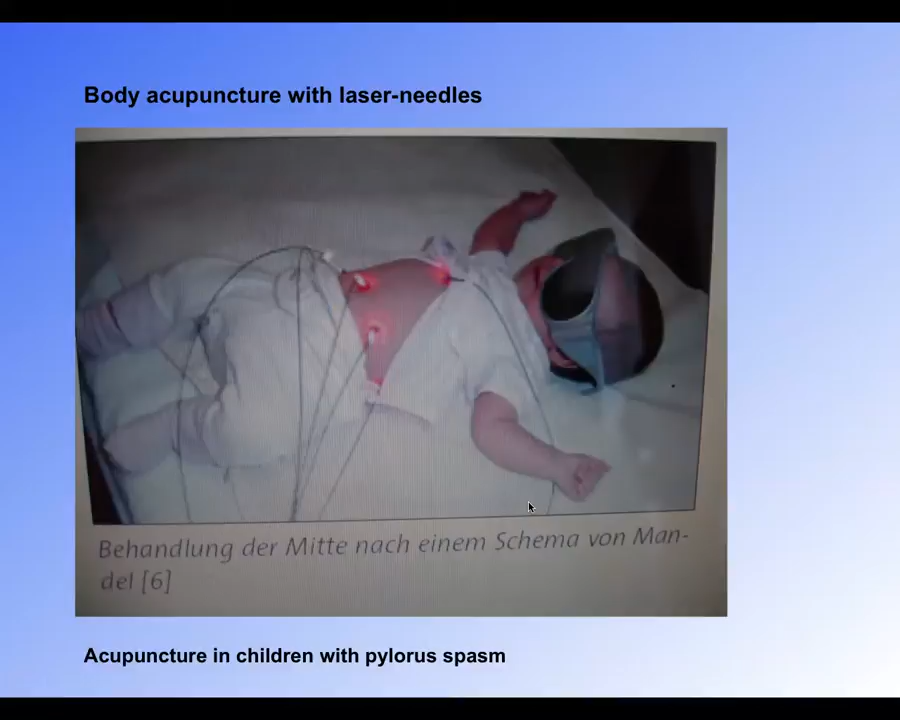 Body acupuncture with laser-needles
Behandlung der Mitte nach einem Schema von Man-
del [6]
Acupuncture in children with pylorus spasm